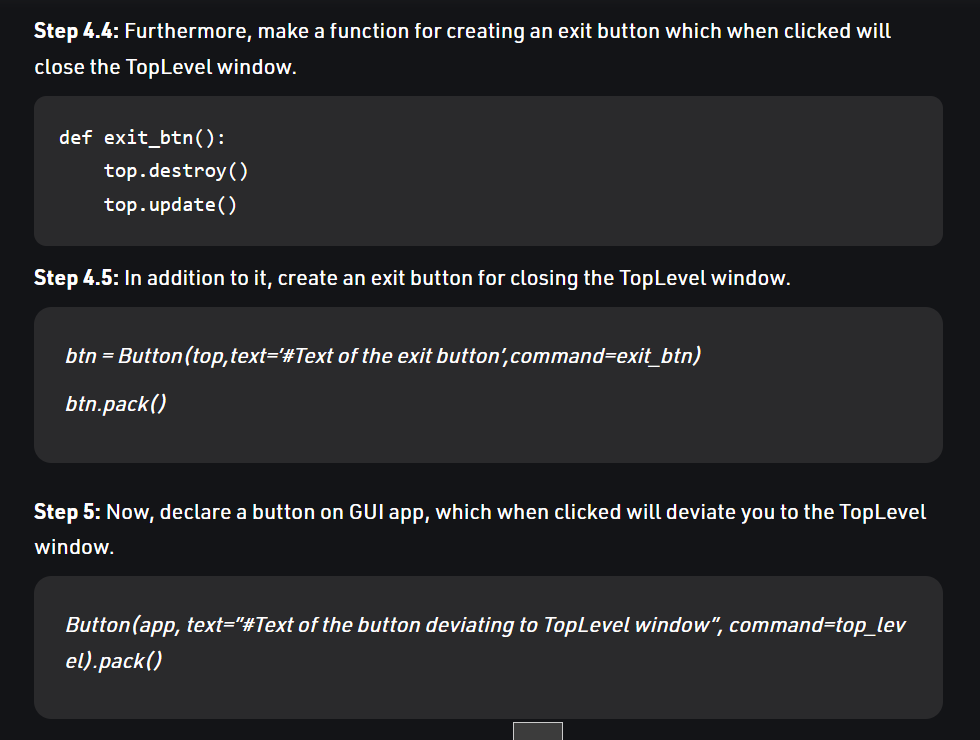 Step 4.4: Furthermore, make a function for creating an exit button which when clicked will
close the TopLevel window.
def exit_btn():
    top.destroy()
    top.update()
Step 4.5: In addition to it, create an exit button for closing the TopLevel window.
btn = Button(top,text=’#Text of the exit button’,command=exit_btn)
btn.pack()
Step 5: Now, declare a button on GUI app, which when clicked will deviate you to the TopLevel
window.
Button(app, text=”#Text of the button deviating to TopLevel window”, command=top_lev
el).pack()